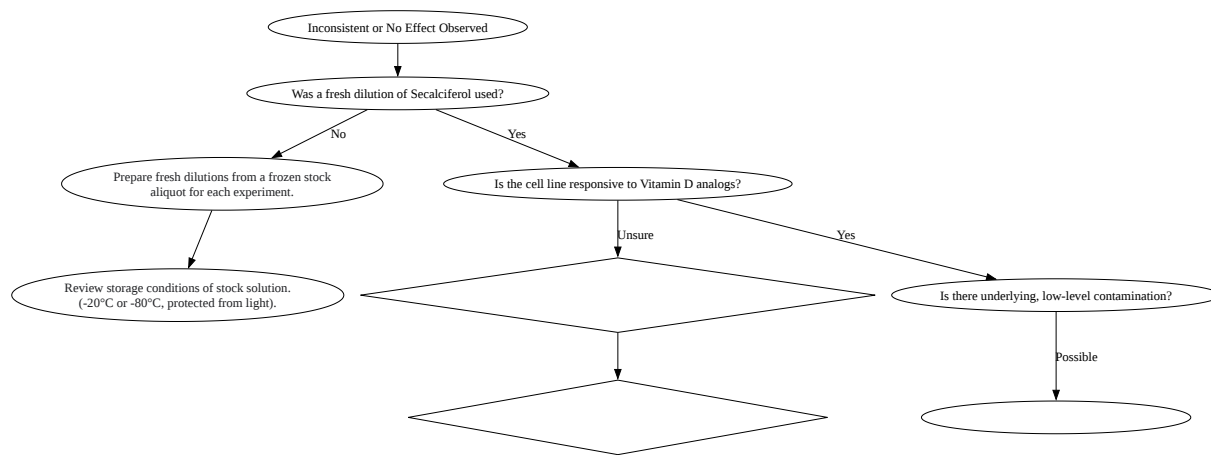 Inconsistent or No Effect Observed
Was a fresh dilution of Secalciferol used?
No
Yes
Prepare fresh dilutions from a frozen stock
aliquot for each experiment.
Is the cell line responsive to Vitamin D analogs?
Unsure
Yes
Review storage conditions of stock solution.
(-20°C or -80°C, protected from light).
Is there underlying, low-level contamination?
Possible